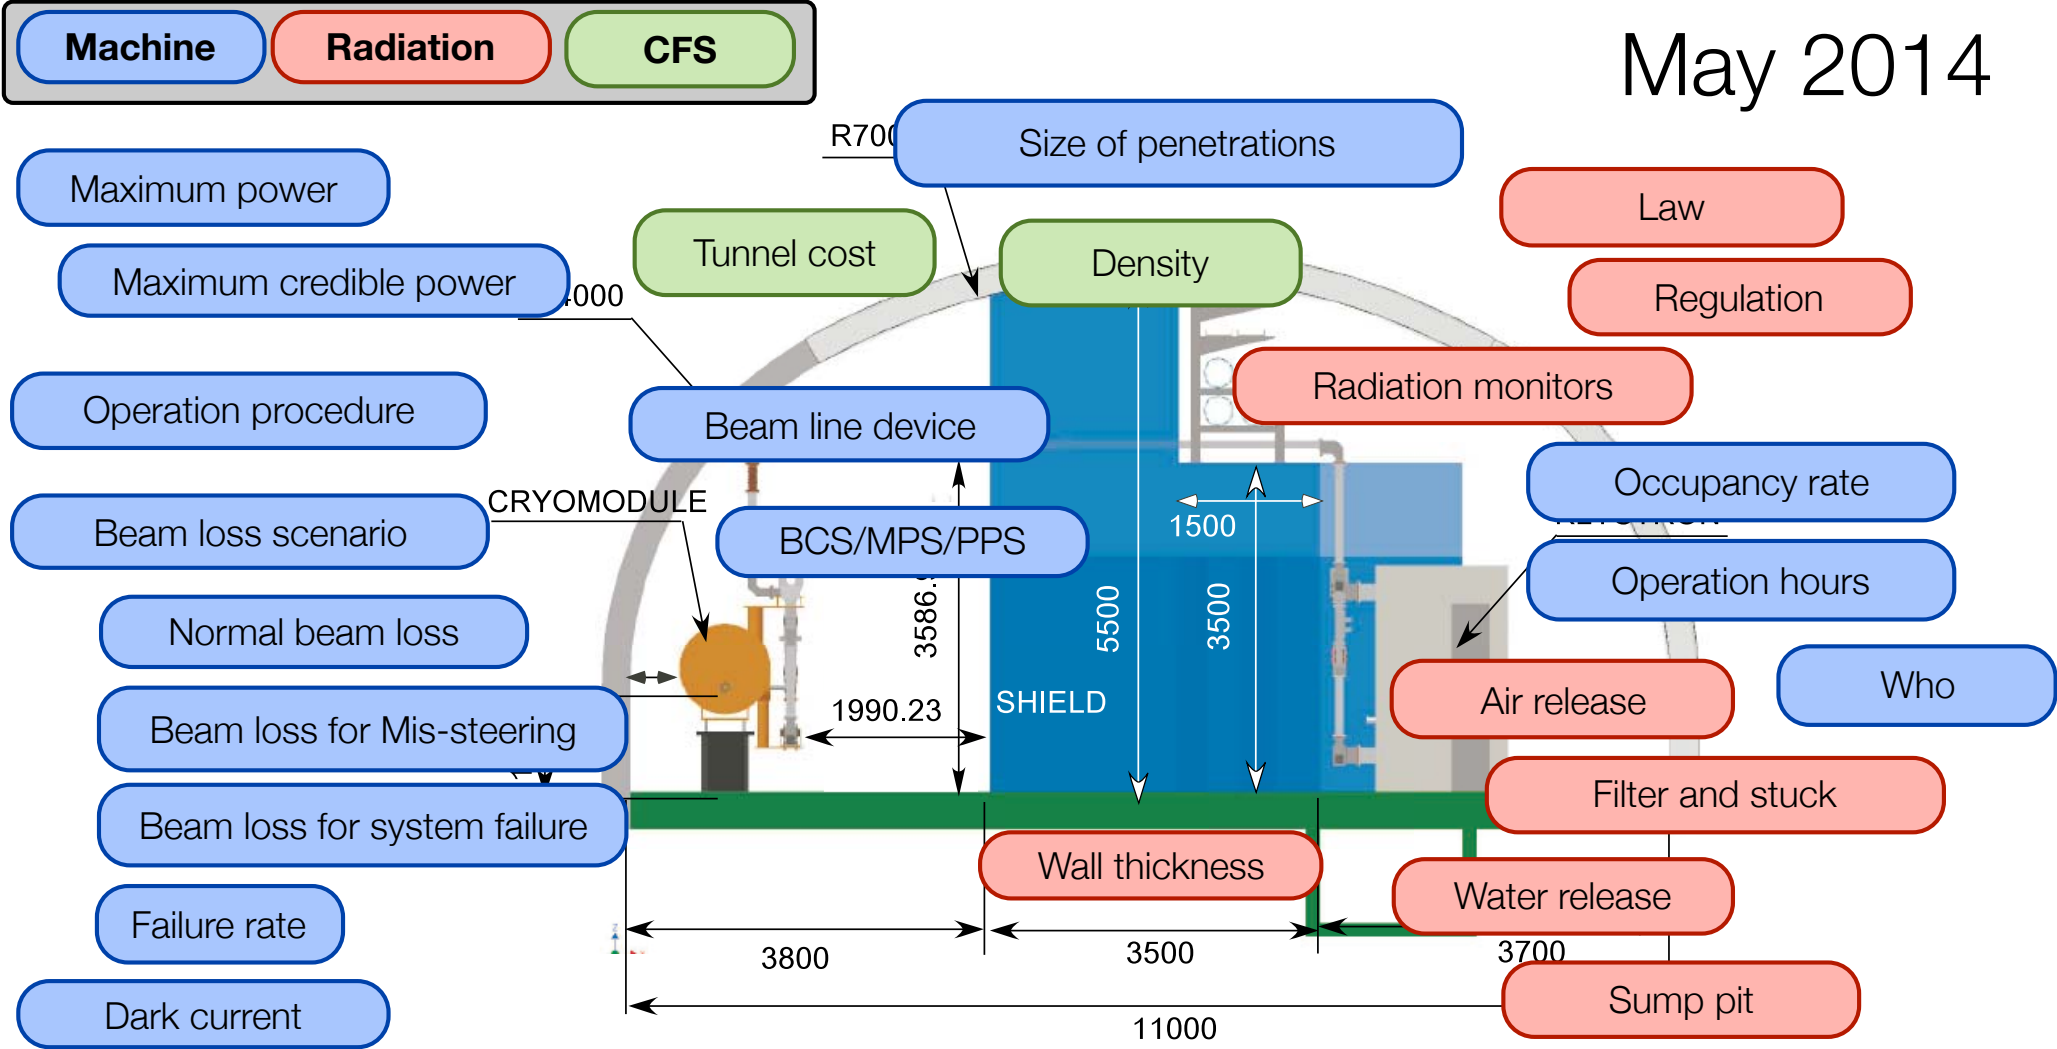 Machine
Radiation
CFS
May 2014
Size of penetrations
Maximum power
Law
Tunnel cost
Density
Maximum credible power
Regulation
Radiation monitors
Operation procedure
Beam line device
Occupancy rate
CRYOMODULE
Beam loss scenario
BCS/MPS/PPS
1500
Operation hours
Normal beam loss
5500
3500
Who
Beam loss for Mis-steering
1990.23
SHIELD
Air release
Filter and stuck
Beam loss for system failure
Wall thickness
Water release
Failure rate
3800
3500
3700
Dark current
Sump pit
11000